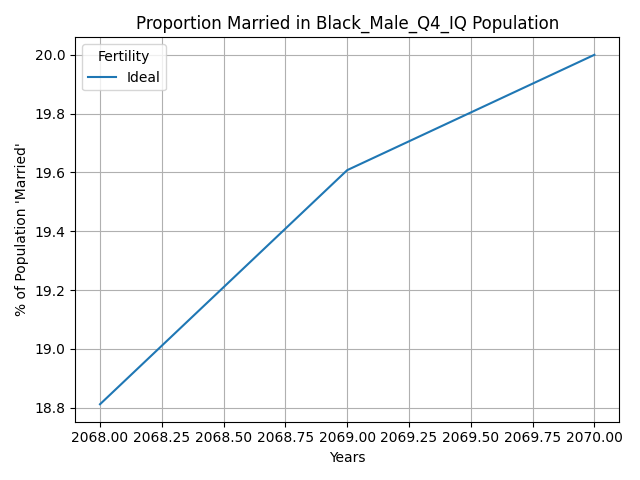 Proportion Married in Black_Male_Q4_IQ Population
Fertility
Ideal
% of Population 'Married'
20.0
19.8
19.6
19.4
19.2
19.0
18.8
2068.00 2068.25 2068.50 2068.75 2069.00 2069.25 2069.50 2069.75 2070.00
Years